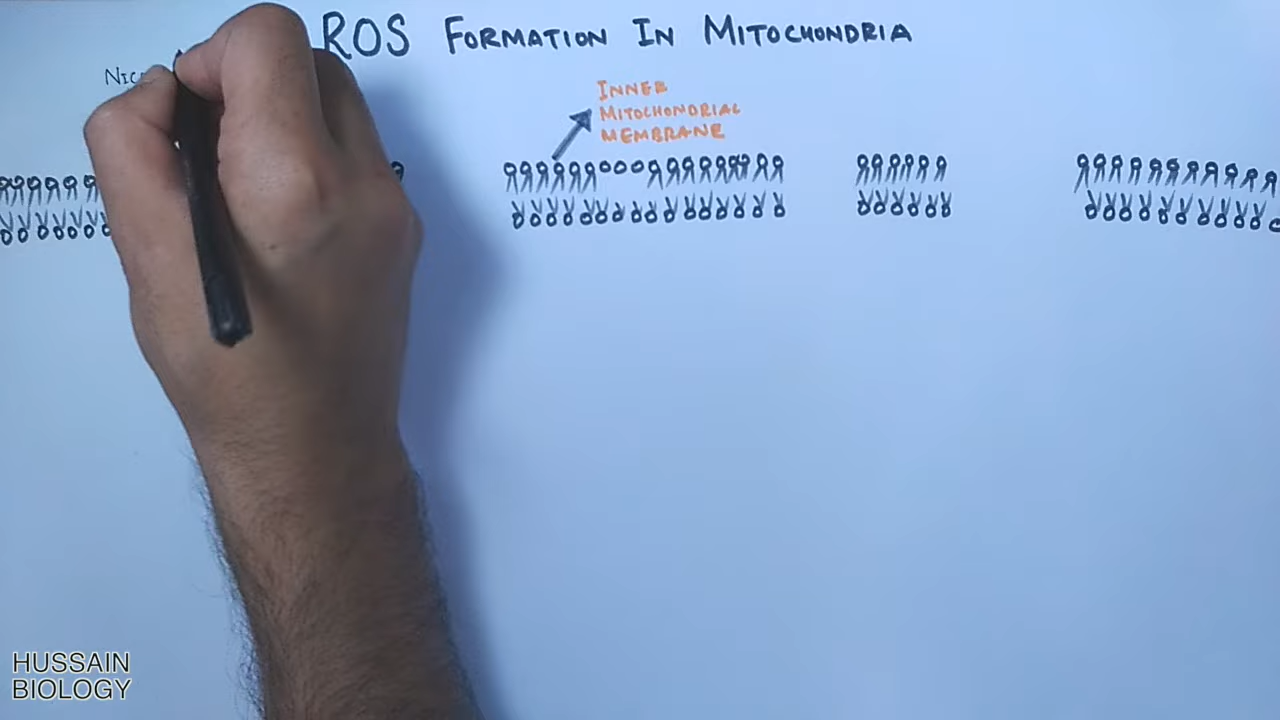 ROS FORMATION IN MITOCHONDRIA
INNER
MITOCHONDRIAL
MEMBRANE
HUSSAIN
BIOLOGY